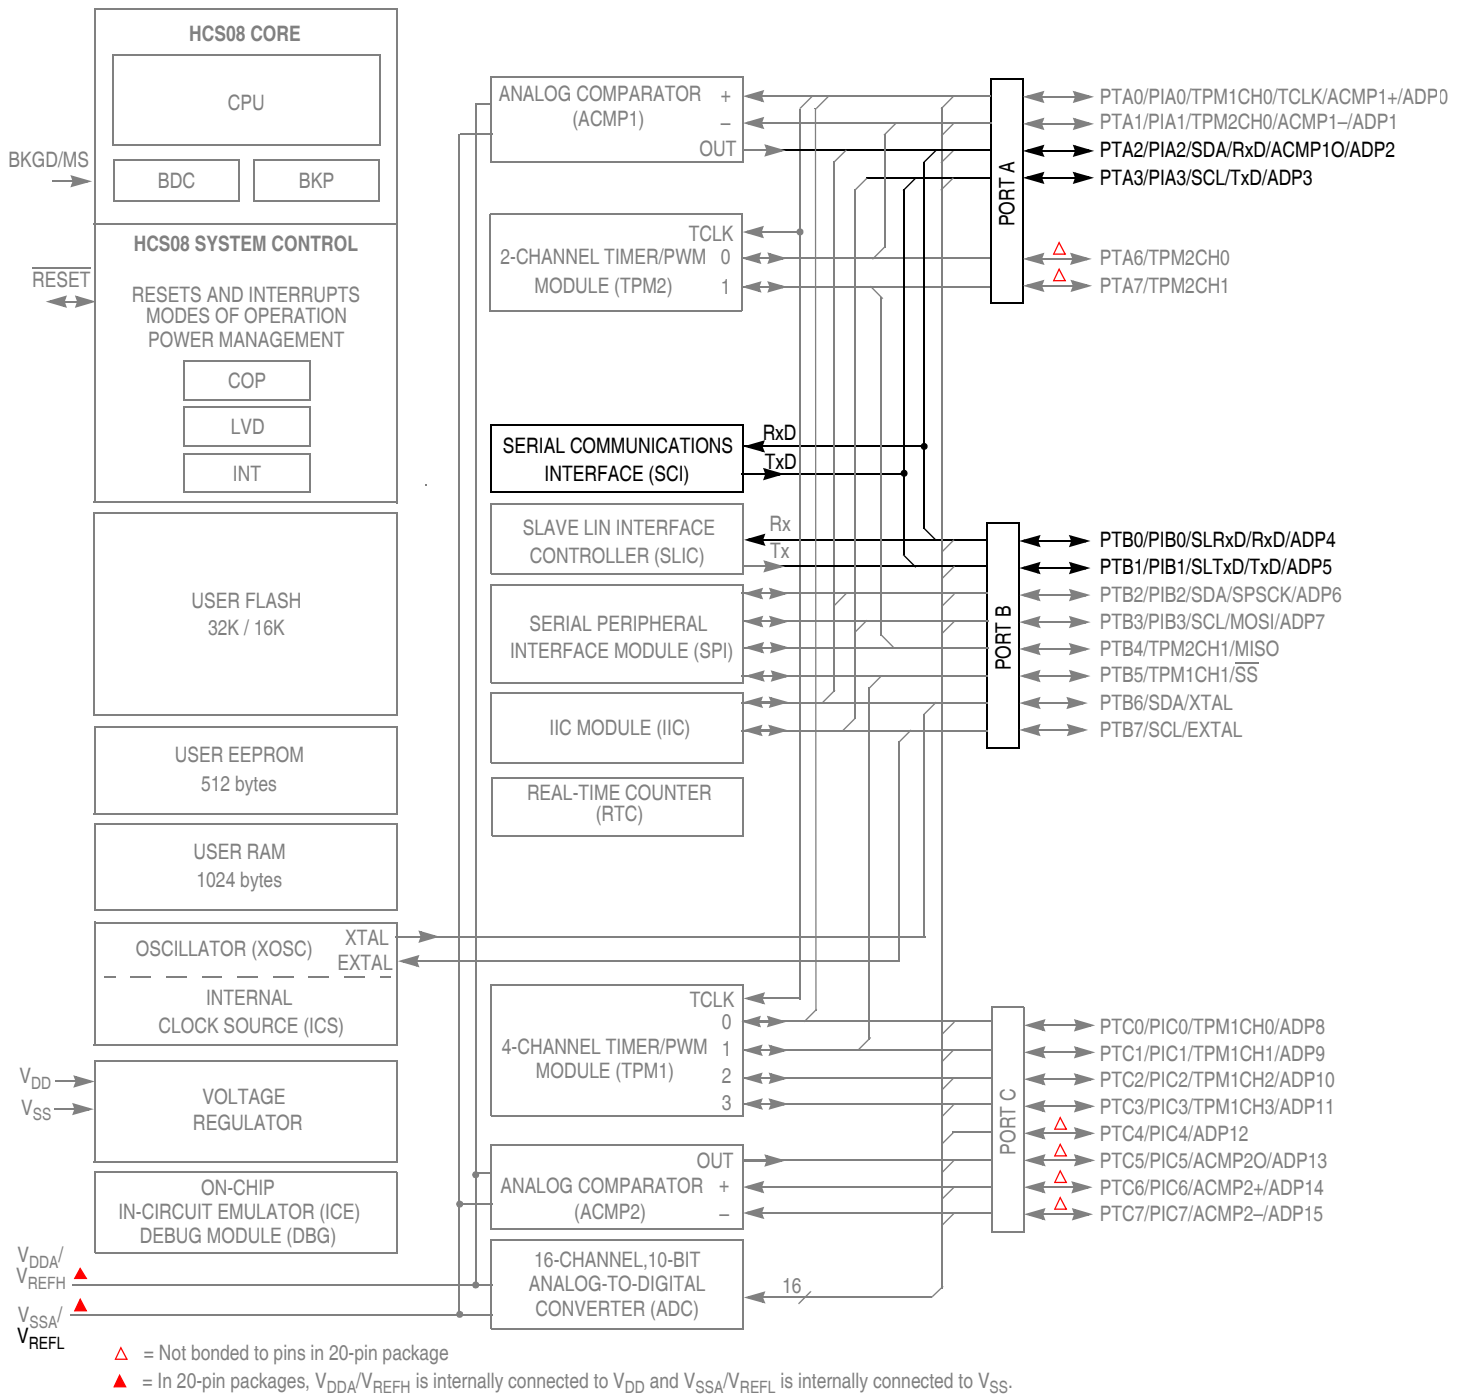 HCS08 CORE
CPU
BKGD/MS
BDC
BKP
HCS08 SYSTEM CONTROL
RESET
RESETS AND INTERRUPTS
MODES OF OPERATION
POWER MANAGEMENT
COP
LVD
INT
USER FLASH
32K / 16K
USER EEPROM
512 bytes
USER RAM
1024 bytes
OSCILLATOR (XOSC)
XTAL
EXTAL
INTERNAL
CLOCK SOURCE (ICS)
VDD
VSS
VOLTAGE
REGULATOR
ON-CHIP
IN-CIRCUIT EMULATOR (ICE)
DEBUG MODULE (DBG)
VDDA/
VREFH
VSSA/
VREFL
ANALOG COMPARATOR
(ACMP1)
+
–
OUT
TCLK
2-CHANNEL TIMER/PWM
MODULE (TPM2)
0
1
SERIAL COMMUNICATIONS
INTERFACE (SCI)
RxD
TxD
SLAVE LIN INTERFACE
CONTROLLER (SLIC)
Rx
Tx
SERIAL PERIPHERAL
INTERFACE MODULE (SPI)
IIC MODULE (IIC)
REAL-TIME COUNTER
(RTC)
TCLK
0
4-CHANNEL TIMER/PWM
MODULE (TPM1)
1
2
3
OUT
ANALOG COMPARATOR
(ACMP2)
+
–
16-CHANNEL,10-BIT
ANALOG-TO-DIGITAL
CONVERTER (ADC)
16
PORT A
PTA0/PIA0/TPM1CH0/TCLK/ACMP1+/ADP0
PTA1/PIA1/TPM2CH0/ACMP1–/ADP1
PTA2/PIA2/SDA/RxD/ACMP1O/ADP2
PTA3/PIA3/SCL/TxD/ADP3
PTA6/TPM2CH0
PTA7/TPM2CH1
PORT B
PTB0/PIB0/SLRxD/RxD/ADP4
PTB1/PIB1/SLTxD/TxD/ADP5
PTB2/PIB2/SDA/SPSCK/ADP6
PTB3/PIB3/SCL/MOSI/ADP7
PTB4/TPM2CH1/MISO
PTB5/TPM1CH1/SS
PTB6/SDA/XTAL
PTB7/SCL/EXTAL
PORT C
PTC0/PIC0/TPM1CH0/ADP8
PTC1/PIC1/TPM1CH1/ADP9
PTC2/PIC2/TPM1CH2/ADP10
PTC3/PIC3/TPM1CH3/ADP11
PTC4/PIC4/ADP12
PTC5/PIC5/ACMP2O/ADP13
PTC6/PIC6/ACMP2+/ADP14
PTC7/PIC7/ACMP2–/ADP15
= Not bonded to pins in 20-pin package
= In 20-pin packages, VDDA/VREFH is internally connected to VDD and VSSA/VREFL is internally connected to VSS.